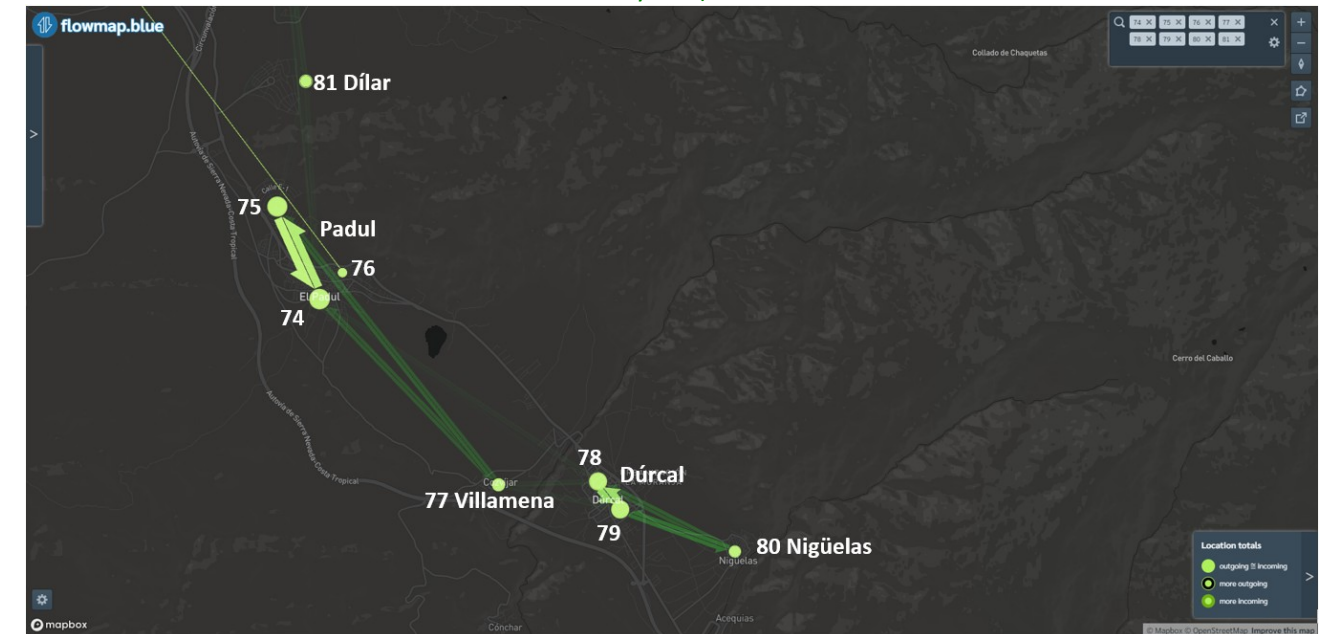 flowmap.blue
74 × 75 × 76 × 77 ×
78 × 79 × 80 × 81 ×
Collado de Chaquetas
81 Dílar
Autovía de Sierra Nevada-Costa Tropical
75
Padul
76
El Padul
74
Cerro del Caballo
Autovía de Sierra Nevada-Costa Tropical
78
Dúrcal
Cozvíjar
77 Villamena
Dúrcal
79
80 Nigüelas
Nigüelas
Location totals
outgoing ≅ incoming
more outgoing
more incoming
Acequias
Cónchar
mapbox
© Mapbox © OpenStreetMap Improve this map